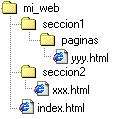 mi_web
seccion1
paginas
yyy.html
seccion2
xxx.html
index.html